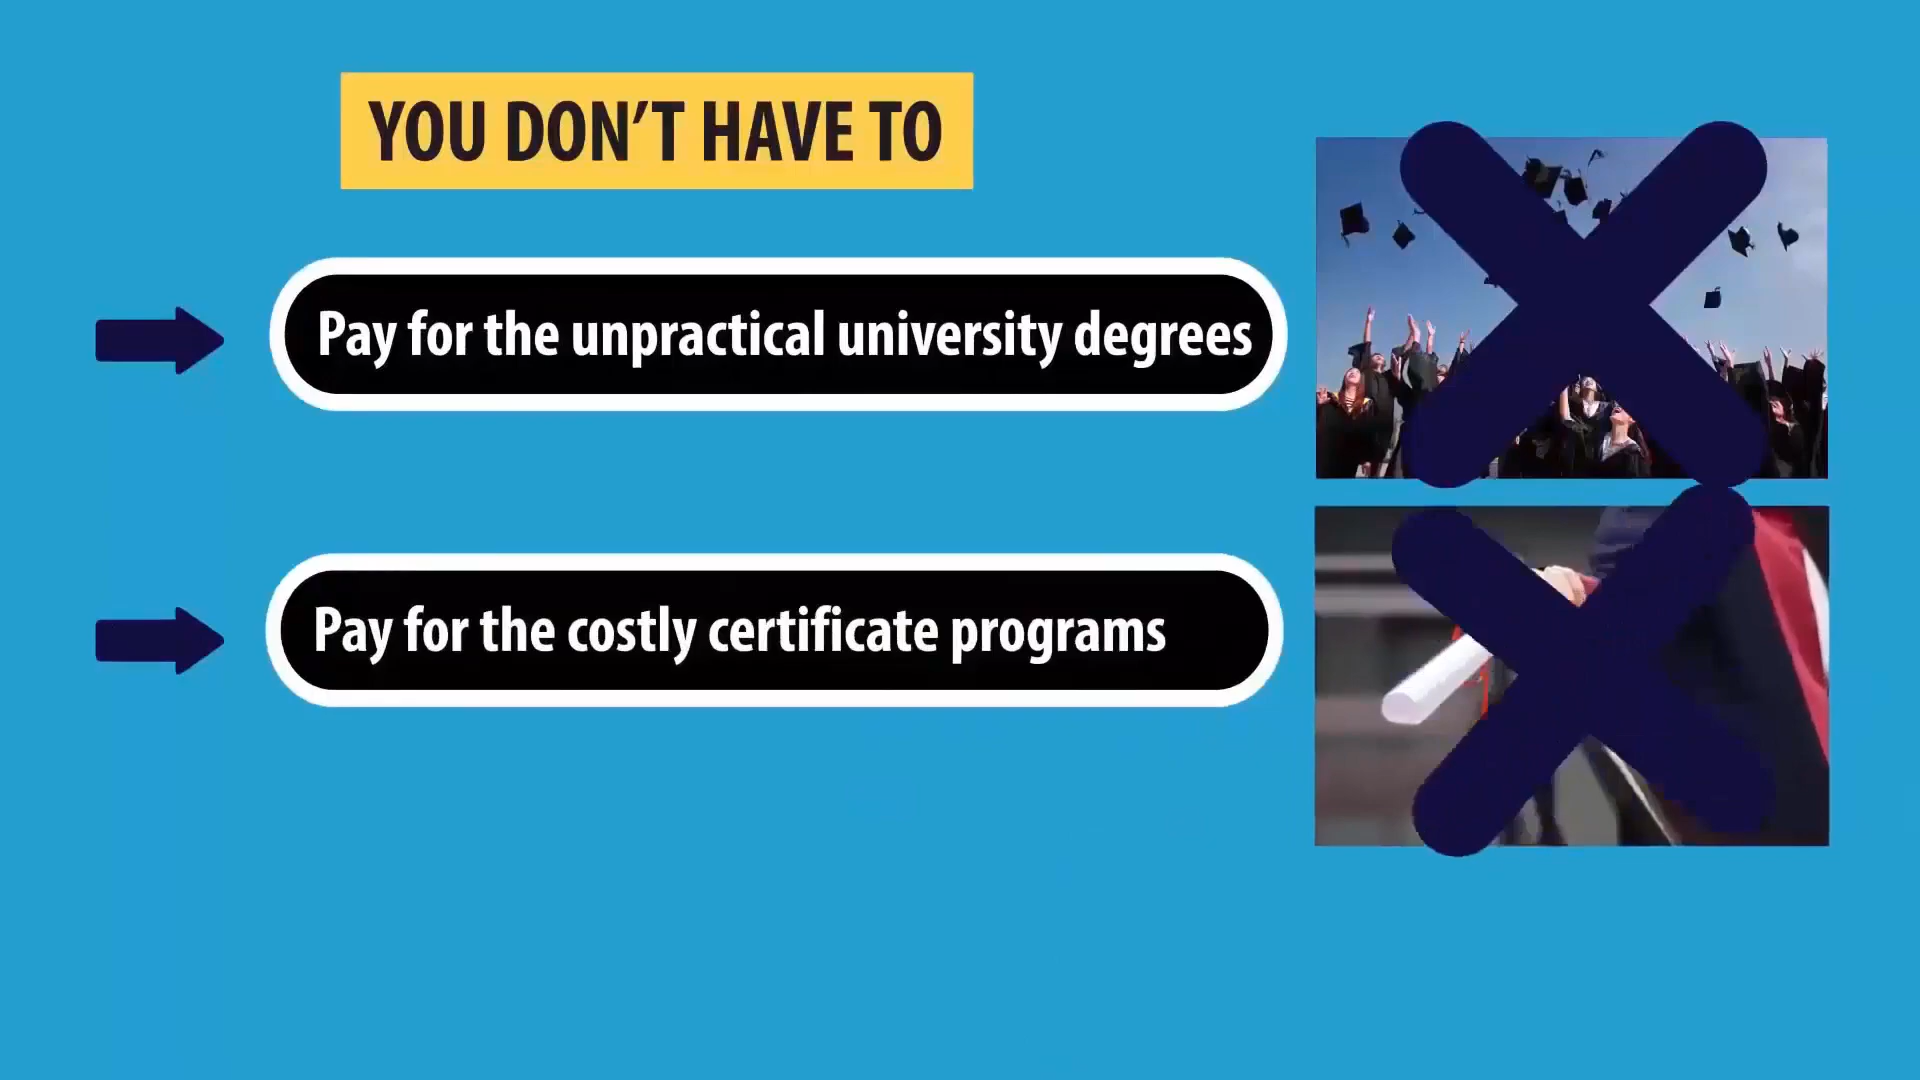 YOU DON’T HAVE TO
Pay for the unpractical university degrees
Pay for the costly certificate programs